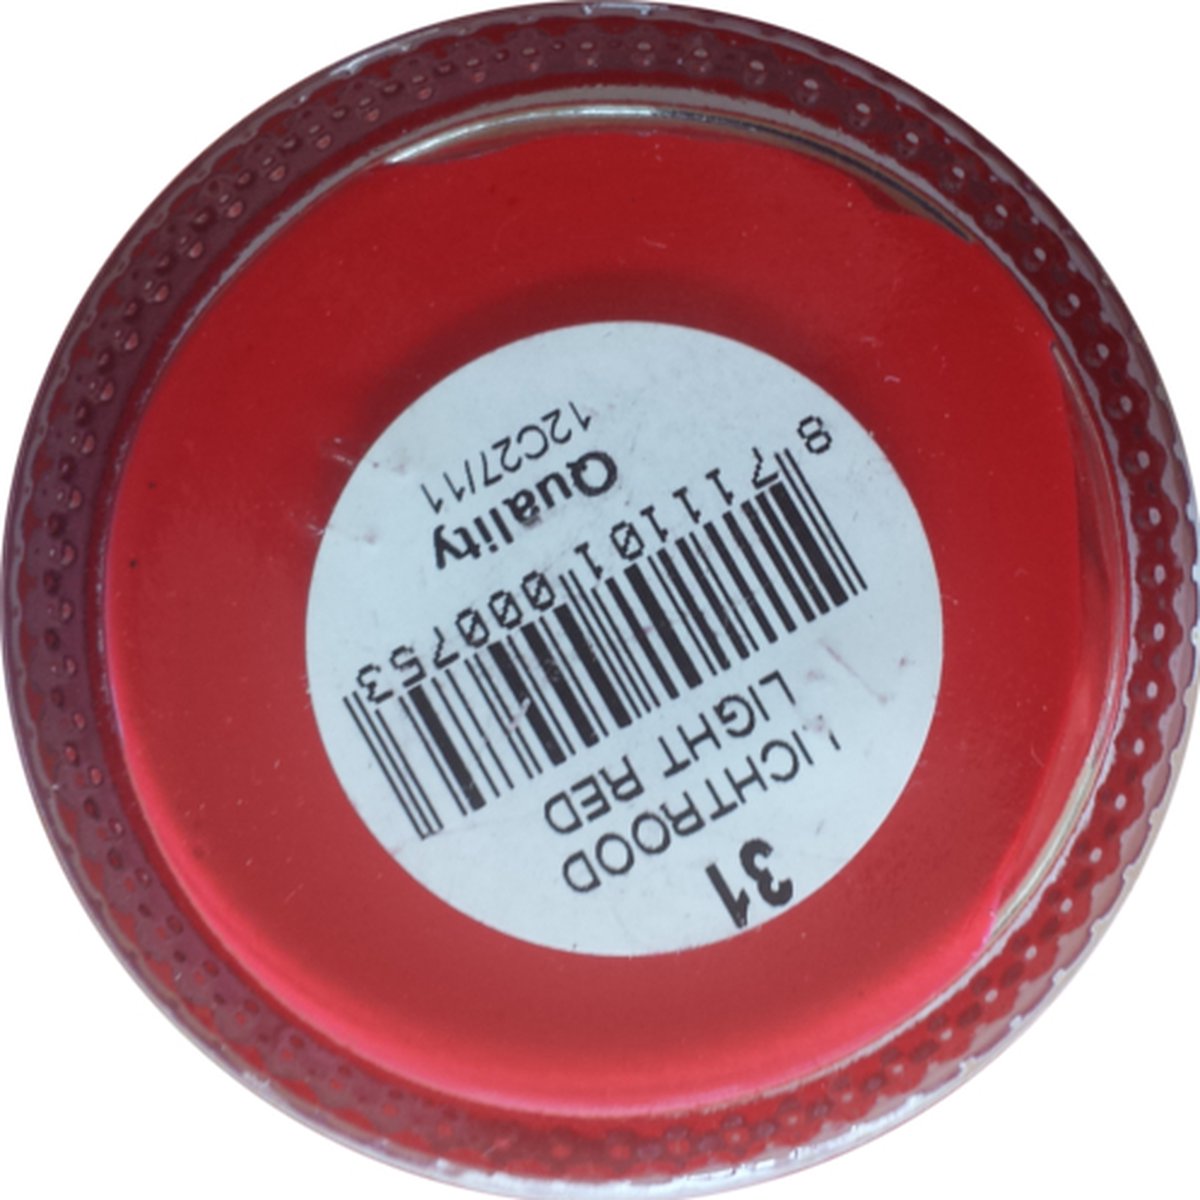 31
LICHTROOD
LIGHT RED
8 711101 000753
Quality
12C27/11